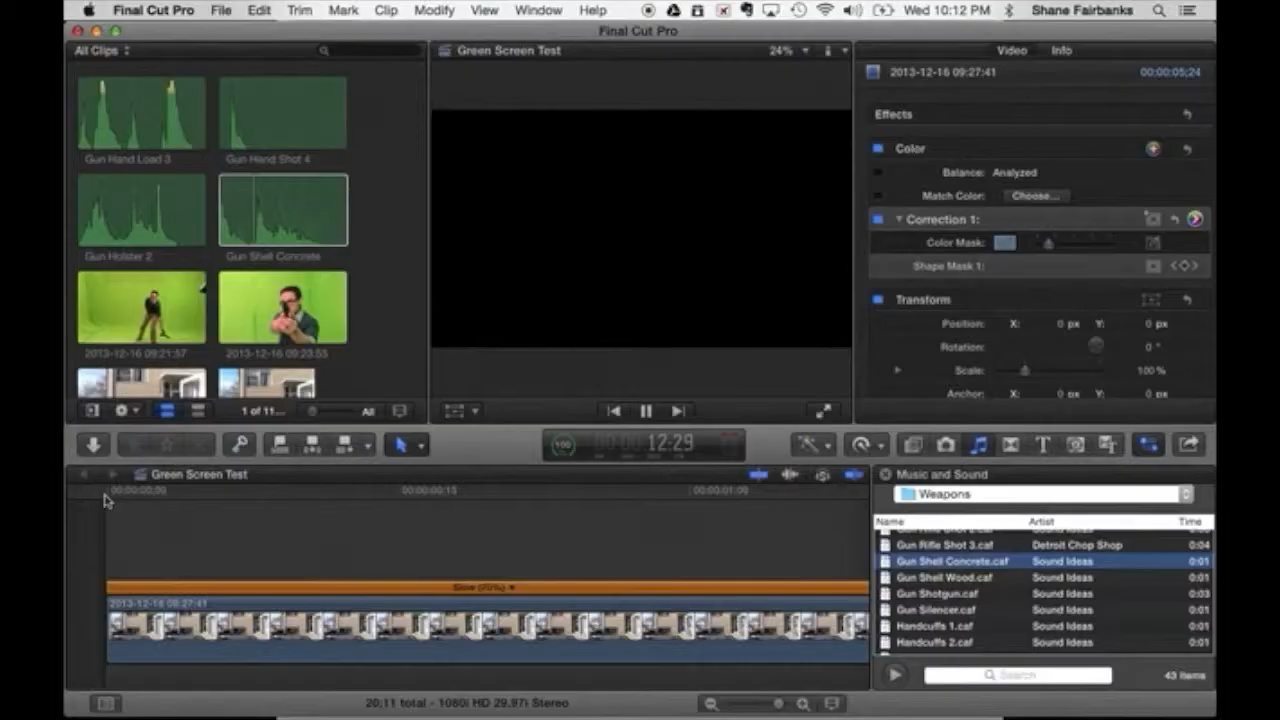 Final Cut Pro File Edit Trim Mark Clip Modify View Window Help Wed 10:12 PM Shane Fairbanks
Final Cut Pro
All Clips
Green Screen Test 24% Video Info
2013-12-16 09:27:41 00:00:05;24
Gun Hand Load 3 Gun Hand Shot 4
Effects
Color
Balance: Analyzed
Match Color: Choose...
Gun Holster 2 Gun Shell Concrete
Correction 1:
Color Mask:
Shape Mask 1:
2013-12-16 09:21:57 2013-12-16 09:23:55
Transform
Position: X: 0 px Y: 0 px
Rotation: 0 °
Scale: 100 %
Anchor: X: 0 px Y: 0 px
1 of 11... All
100 12:29
Green Screen Test
00:00:00;00 00:00:00;15 00:00:01;00
Slow (70%)
2013-12-16 09:27:41
20:11 total - 1080i HD 29.97i Stereo
Music and Sound
Weapons
Name Artist Time
Gun Rifle Shot 3.caf Detroit Chop Shop 0:04
Gun Shell Concrete.caf Sound Ideas 0:01
Gun Shell Wood.caf Sound Ideas 0:01
Gun Shotgun.caf Sound Ideas 0:03
Gun Silencer.caf Sound Ideas 0:01
Handcuffs 1.caf Sound Ideas 0:01
Handcuffs 2.caf Sound Ideas 0:01
Search 43 items